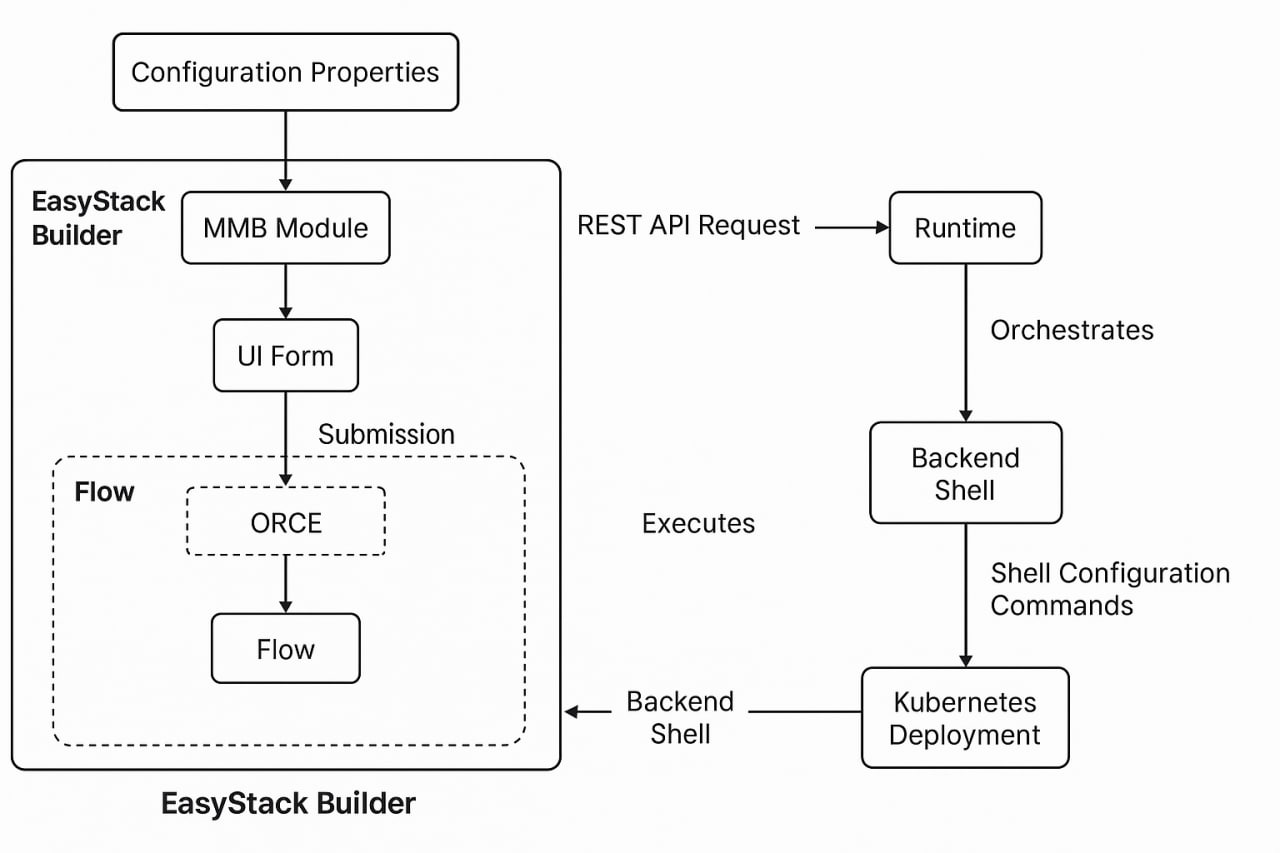 Configuration Properties
EasyStack
Builder
MMB Module
UI Form
Submission
Flow
ORCE
Flow
EasyStack Builder
REST API Request
Runtime
Orchestrates
Backend
Shell
Executes
Shell Configuration
Commands
Kubernetes
Deployment
Backend
Shell